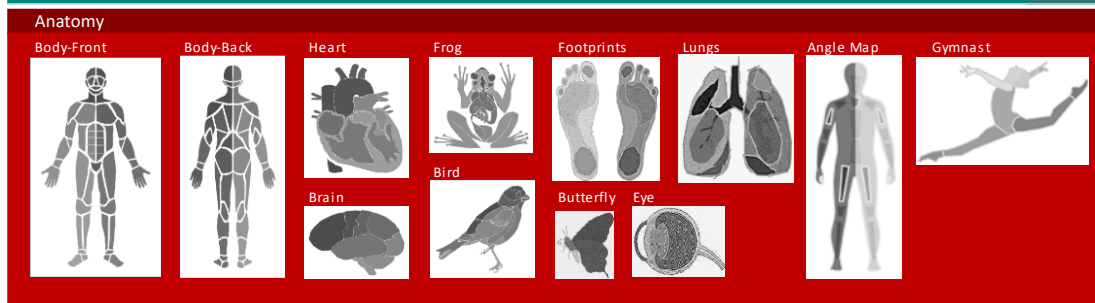 Anatomy
Body-Front Body-Back Heart Frog Footprints Lungs Angle Map Gymnast
Bird
Brain Butterfly Eye